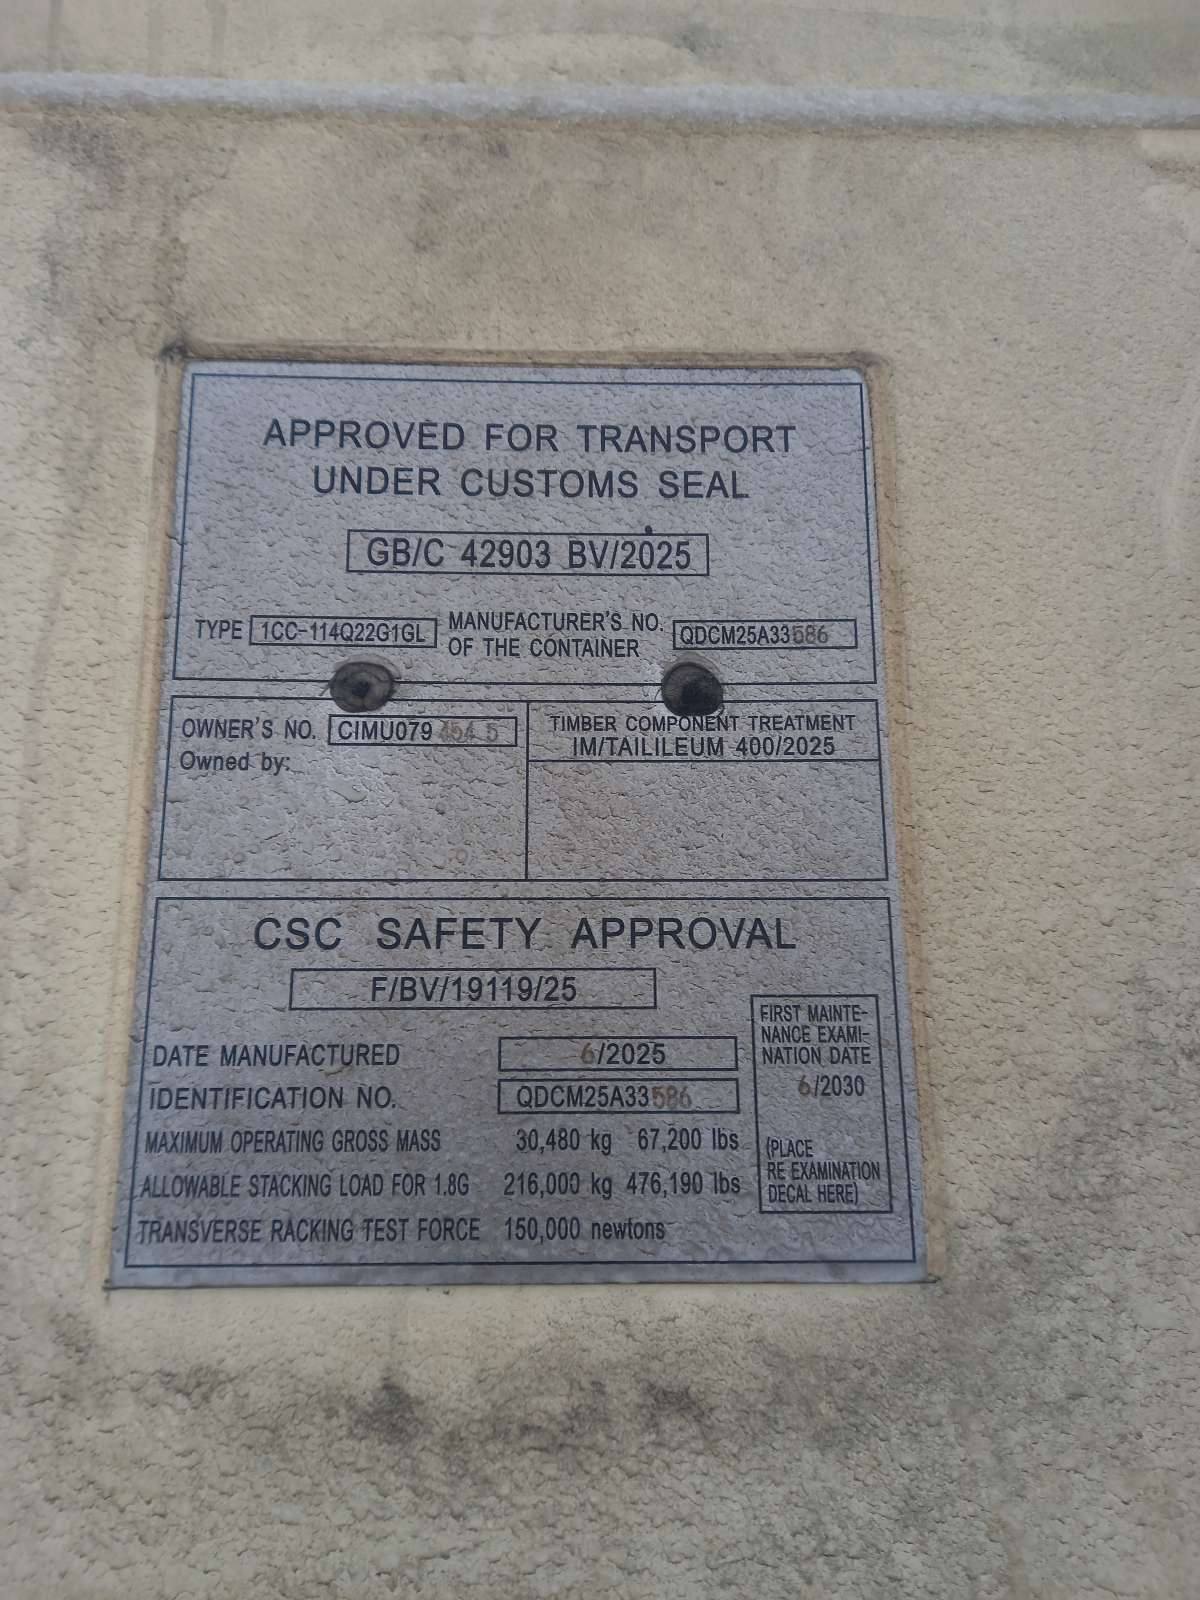 APPROVED FOR TRANSPORT
UNDER CUSTOMS SEAL
GB/C 42903 BV/2025
TYPE 1CC-114Q22G1GL
MANUFACTURER'S NO.
OF THE CONTAINER
QDCM25A33586
OWNER'S NO. CIMU079 454 5
Owned by:
TIMBER COMPONENT TREATMENT
IM/TAILILEUM 400/2025
CSC SAFETY APPROVAL
F/BV/19119/25
DATE MANUFACTURED 6/2025
IDENTIFICATION NO. QDCM25A33586
MAXIMUM OPERATING GROSS MASS 30,480 kg 67,200 lbs
ALLOWABLE STACKING LOAD FOR 1.8G 216,000 kg 476,190 lbs
TRANSVERSE RACKING TEST FORCE 150,000 newtons
FIRST MAINTE-
NANCE EXAMI-
NATION DATE
6/2030
(PLACE
RE EXAMINATION
DECAL HERE)